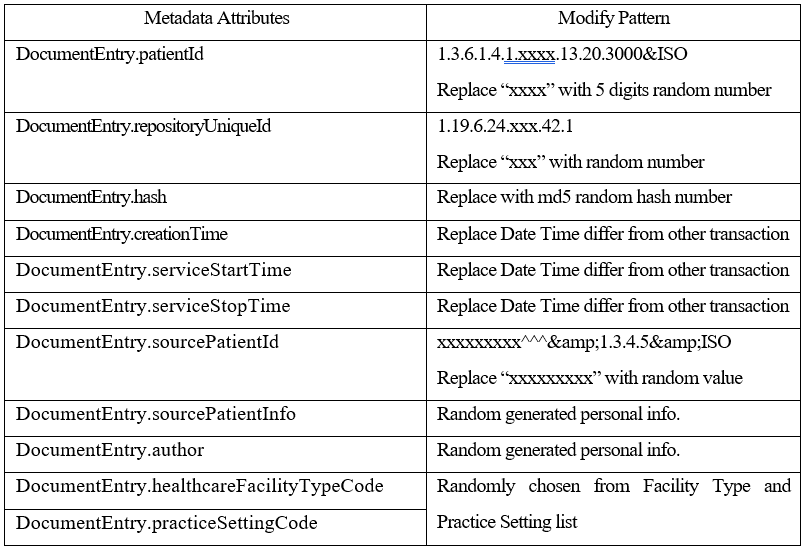 Metadata Attributes
Modify Pattern
DocumentEntry.patientId
1.3.6.1.4.1.xxxx.13.20.3000&ISO
Replace “xxxx” with 5 digits random number
DocumentEntry.repositoryUniqueId
1.19.6.24.xxx.42.1
Replace “xxx” with random number
DocumentEntry.hash
Replace with md5 random hash number
DocumentEntry.creationTime
Replace Date Time differ from other transaction
DocumentEntry.serviceStartTime
Replace Date Time differ from other transaction
DocumentEntry.serviceStopTime
Replace Date Time differ from other transaction
DocumentEntry.sourcePatientId
xxxxxxxxx^^^&amp;1.3.4.5&amp;ISO
Replace “xxxxxxxxx” with random value
DocumentEntry.sourcePatientInfo
Random generated personal info.
DocumentEntry.author
Random generated personal info.
DocumentEntry.healthcareFacilityTypeCode
DocumentEntry.practiceSettingCode
Randomly chosen from Facility Type and
Practice Setting list